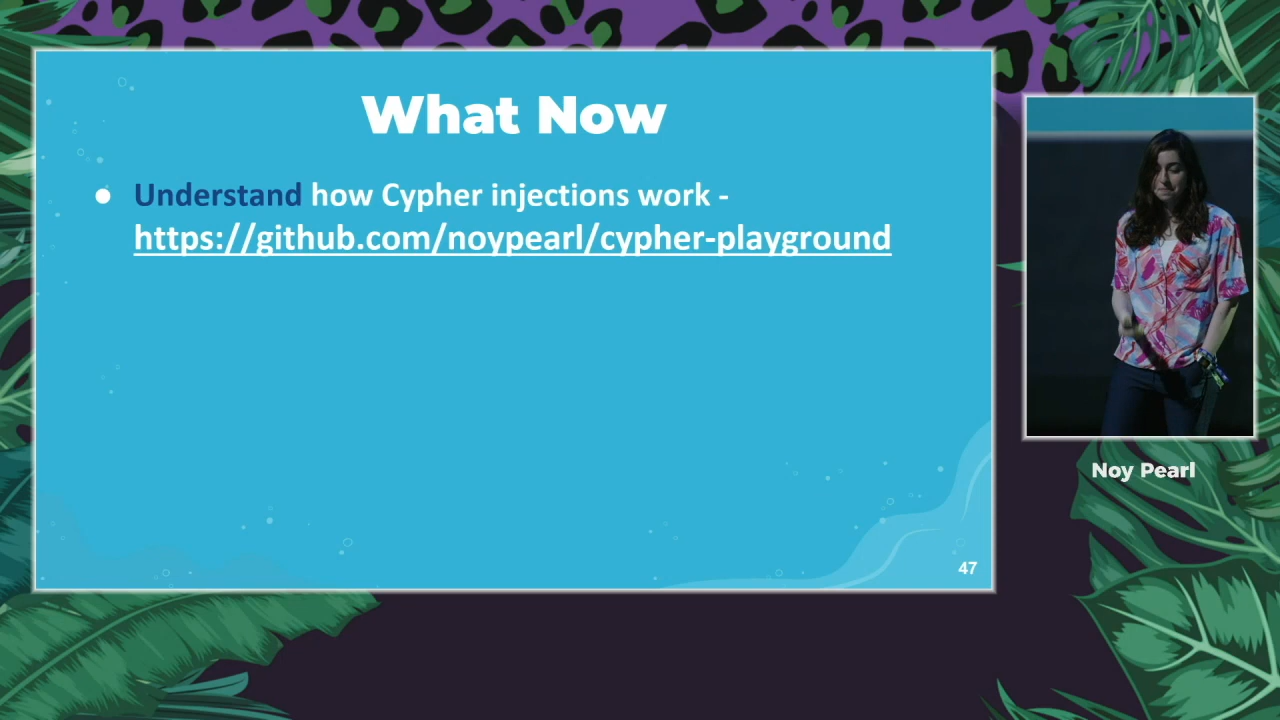 What Now
● Understand how Cypher injections work -
https://github.com/noypearl/cypher-playground
47
Noy Pearl